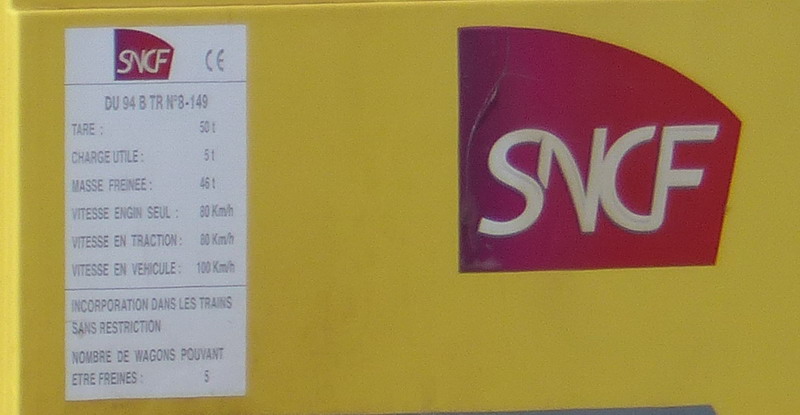 SNCF CE
DU 94 B TR N°8-149
TARE : 50 t
CHARGE UTILE : 5 t
MASSE FREINEE : 46 t
VITESSE ENGIN SEUL : 80 Km/h
VITESSE EN TRACTION : 80 Km/h
VITESSE EN VEHICULE : 100 Km/h
INCORPORATION DANS LES TRAINS
SANS RESTRICTION
NOMBRE DE WAGONS POUVANT
ETRE FREINES : 5
SNCF